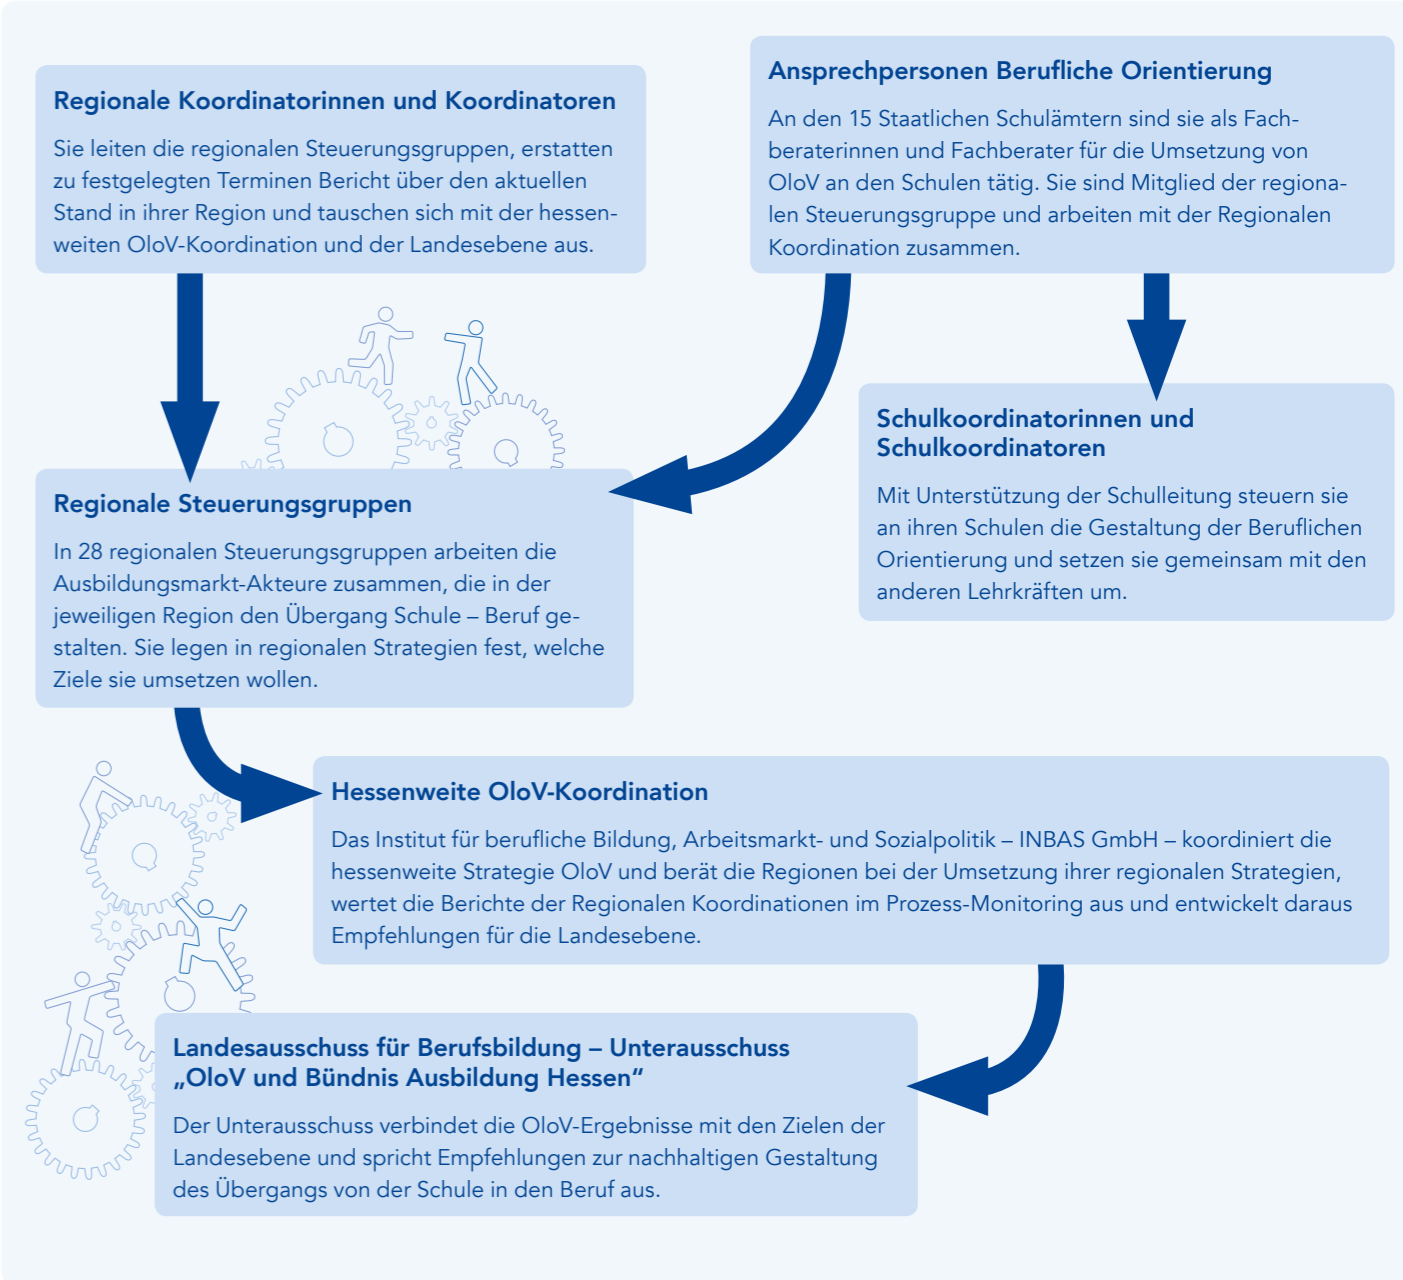 Regionale Koordinatorinnen und Koordinatoren
Sie leiten die regionalen Steuerungsgruppen, erstatten
zu festgelegten Terminen Bericht über den aktuellen
Stand in ihrer Region und tauschen sich mit der hessen-
weiten OloV-Koordination und der Landesebene aus.
Ansprechpersonen Berufliche Orientierung
An den 15 Staatlichen Schulämtern sind sie als Fach-
beraterinnen und Fachberater für die Umsetzung von
OloV an den Schulen tätig. Sie sind Mitglied der regiona-
len Steuerungsgruppe und arbeiten mit der Regionalen
Koordination zusammen.
Schulkoordinatorinnen und
Schulkoordinatoren
Mit Unterstützung der Schulleitung steuern sie
an ihren Schulen die Gestaltung der Beruflichen
Orientierung und setzen sie gemeinsam mit den
anderen Lehrkräften um.
Regionale Steuerungsgruppen
In 28 regionalen Steuerungsgruppen arbeiten die
Ausbildungsmarkt-Akteure zusammen, die in der
jeweiligen Region den Übergang Schule – Beruf ge-
stalten. Sie legen in regionalen Strategien fest, welche
Ziele sie umsetzen wollen.
Hessenweite OloV-Koordination
Das Institut für berufliche Bildung, Arbeitsmarkt- und Sozialpolitik – INBAS GmbH – koordiniert die
hessenweite Strategie OloV und berät die Regionen bei der Umsetzung ihrer regionalen Strategien,
wertet die Berichte der Regionalen Koordinationen im Prozess-Monitoring aus und entwickelt daraus
Empfehlungen für die Landesebene.
Landesausschuss für Berufsbildung – Unterausschuss
„OloV und Bündnis Ausbildung Hessen“
Der Unterausschuss verbindet die OloV-Ergebnisse mit den Zielen der
Landesebene und spricht Empfehlungen zur nachhaltigen Gestaltung
des Übergangs von der Schule in den Beruf aus.